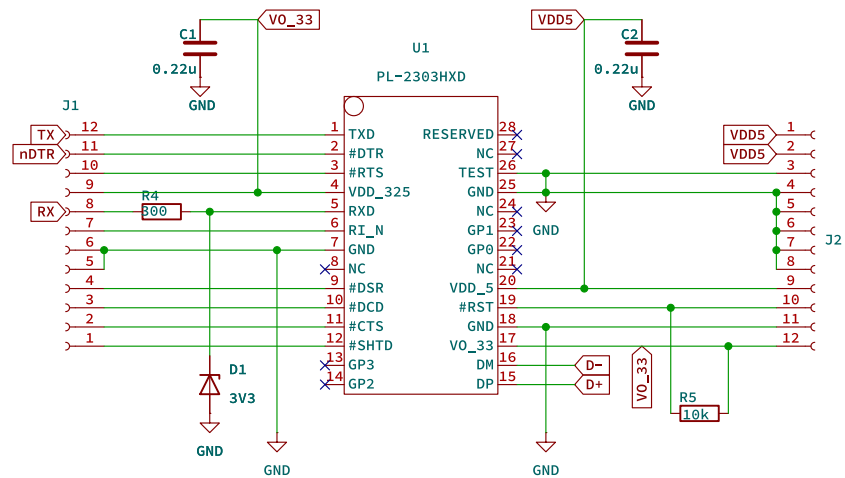 C1
VO_33
0.22u
GND
VDD5
C2
0.22u
GND
U1
PL-2303HXD
J1
TX 12
nDTR 11
10
9
R4
RX 8 300
7
6
5
4
3
2
1
1 TXD
2 #DTR
3 #RTS
4 VDD_325
5 RXD
6 RI_N
7 GND
8 NC
9 #DSR
10 #DCD
11 #CTS
12 #SHTD
13 GP3
14 GP2
RESERVED 28
NC 27
TEST 26
GND 25
NC 24
GP1 23
GP0 22
NC 21
VDD_5 20
#RST 19
GND 18
VO_33 17
DM 16 D-
DP 15 D+
GND
VDD5 1
VDD5 2
3
4
5
6
7
8
9
10
11
12
J2
D1
3V3
GND
GND
GND
VO_33
R5
10k